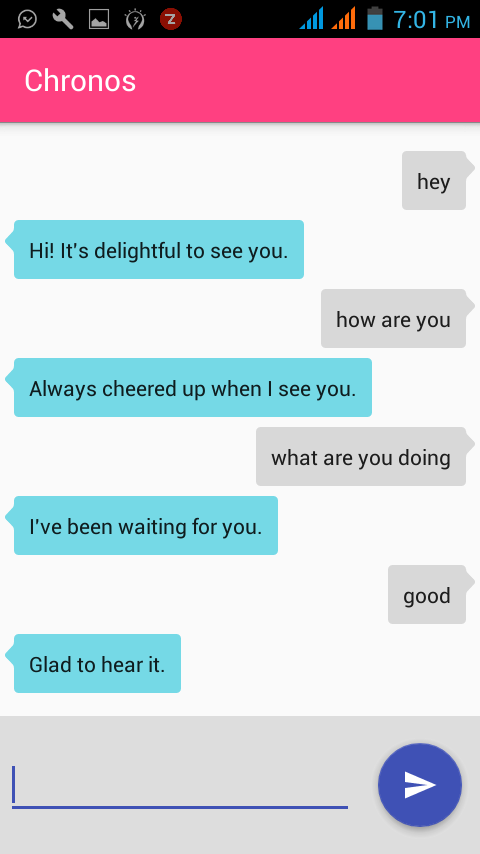 7:01 PM
Chronos
hey
Hi! It's delightful to see you.
how are you
Always cheered up when I see you.
what are you doing
I've been waiting for you.
good
Glad to hear it.